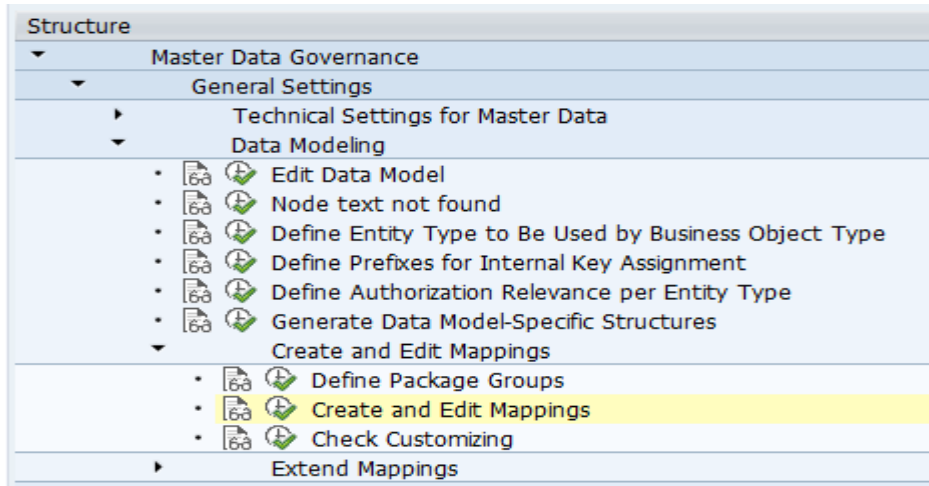 Structure
Master Data Governance
General Settings
Technical Settings for Master Data
Data Modeling
Edit Data Model
Node text not found
Define Entity Type to Be Used by Business Object Type
Define Prefixes for Internal Key Assignment
Define Authorization Relevance per Entity Type
Generate Data Model-Specific Structures
Create and Edit Mappings
Define Package Groups
Create and Edit Mappings
Check Customizing
Extend Mappings